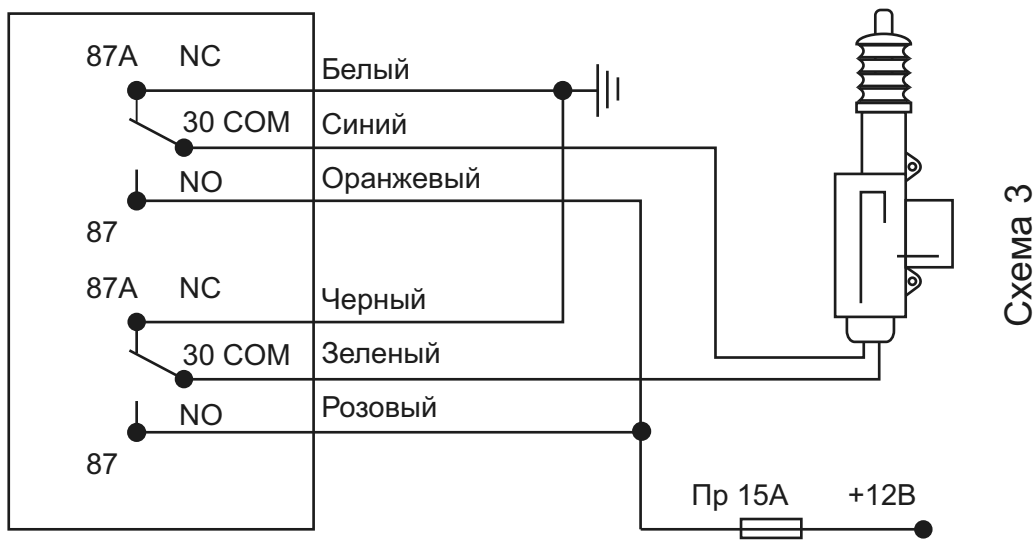 87A NC
Белый
30 COM
Синий
NO
Оранжевый
87
87A NC
Черный
30 COM
Зеленый
NO
Розовый
87
Пр 15А +12В
Схема 3